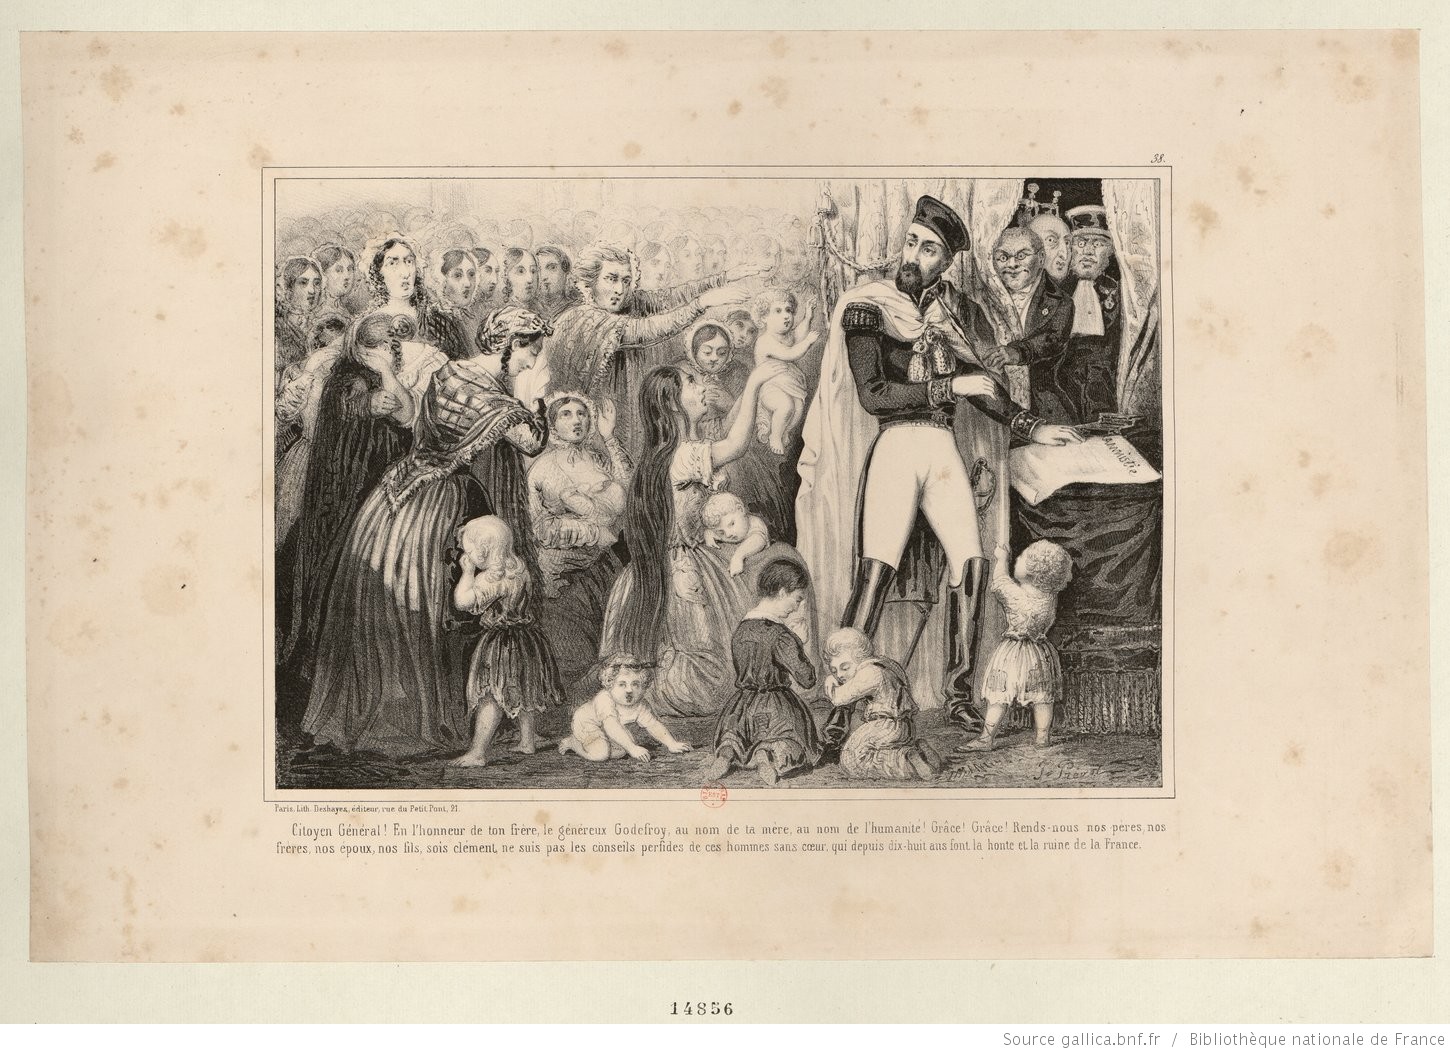 38.
Amnistie
Paris, Lith. Deshayes, éditeur, rue du Petit Pont, 21.
Citoyen Général! En l'honneur de ton frère, le généreux Godefroy, au nom de ta mère, au nom de l'humanité! Grâce! Grâce! Rends-nous nos pères, nos
frères, nos époux, nos fils, sois clément, ne suis pas les conseils perfides de ces hommes sans cœur, qui depuis dix-huit ans font la honte et la ruine de la France.
14856
Source gallica.bnf.fr / Bibliothèque nationale de France